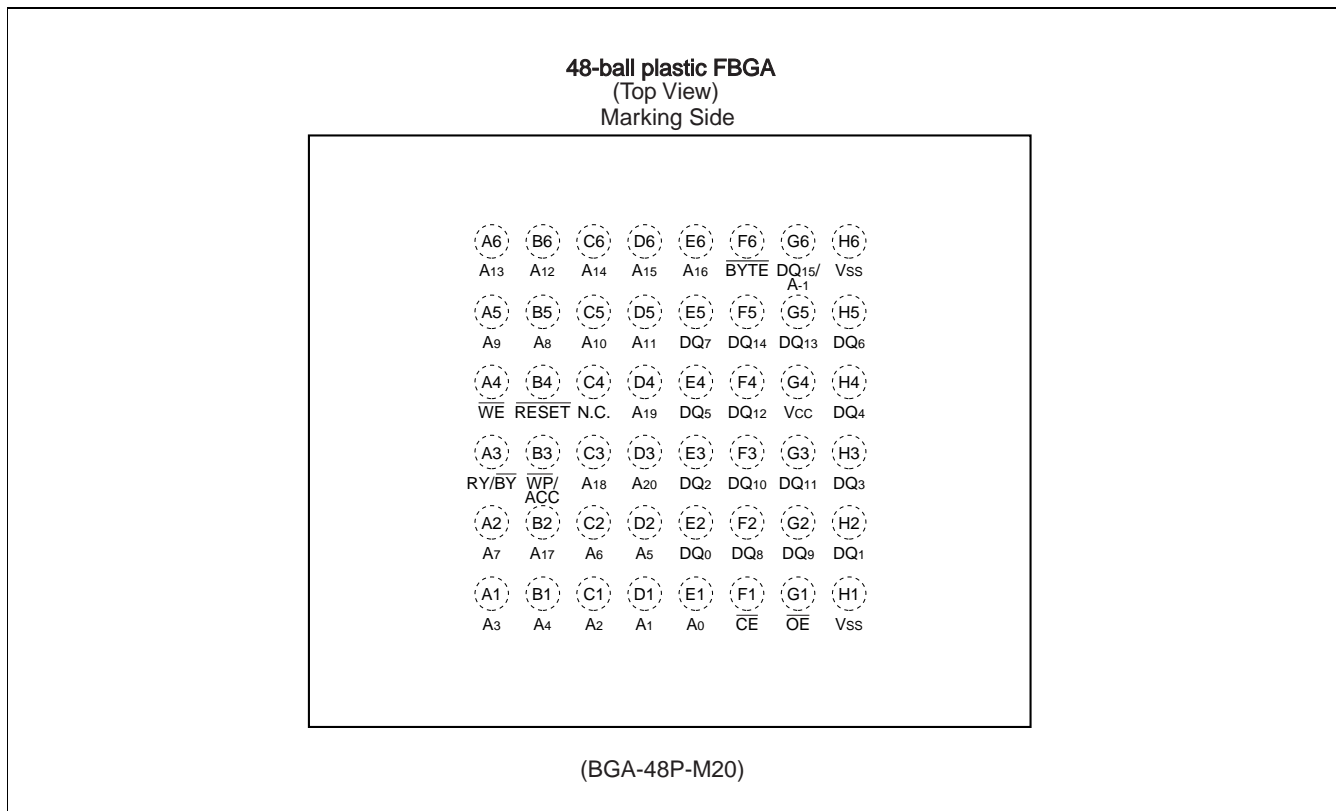 48-ball plastic FBGA
(Top View)
Marking Side
A6 B6 C6 D6 E6 F6 G6 H6
A13 A12 A14 A15 A16 BYTE DQ15/ VSS
A-1
A5 B5 C5 D5 E5 F5 G5 H5
A9 A8 A10 A11 DQ7 DQ14 DQ13 DQ6
A4 B4 C4 D4 E4 F4 G4 H4
WE RESET N.C. A19 DQ5 DQ12 VCC DQ4
A3 B3 C3 D3 E3 F3 G3 H3
RY/BY WP/ A18 A20 DQ2 DQ10 DQ11 DQ3
ACC
A2 B2 C2 D2 E2 F2 G2 H2
A7 A17 A6 A5 DQ0 DQ8 DQ9 DQ1
A1 B1 C1 D1 E1 F1 G1 H1
A3 A4 A2 A1 A0 CE OE VSS
(BGA-48P-M20)